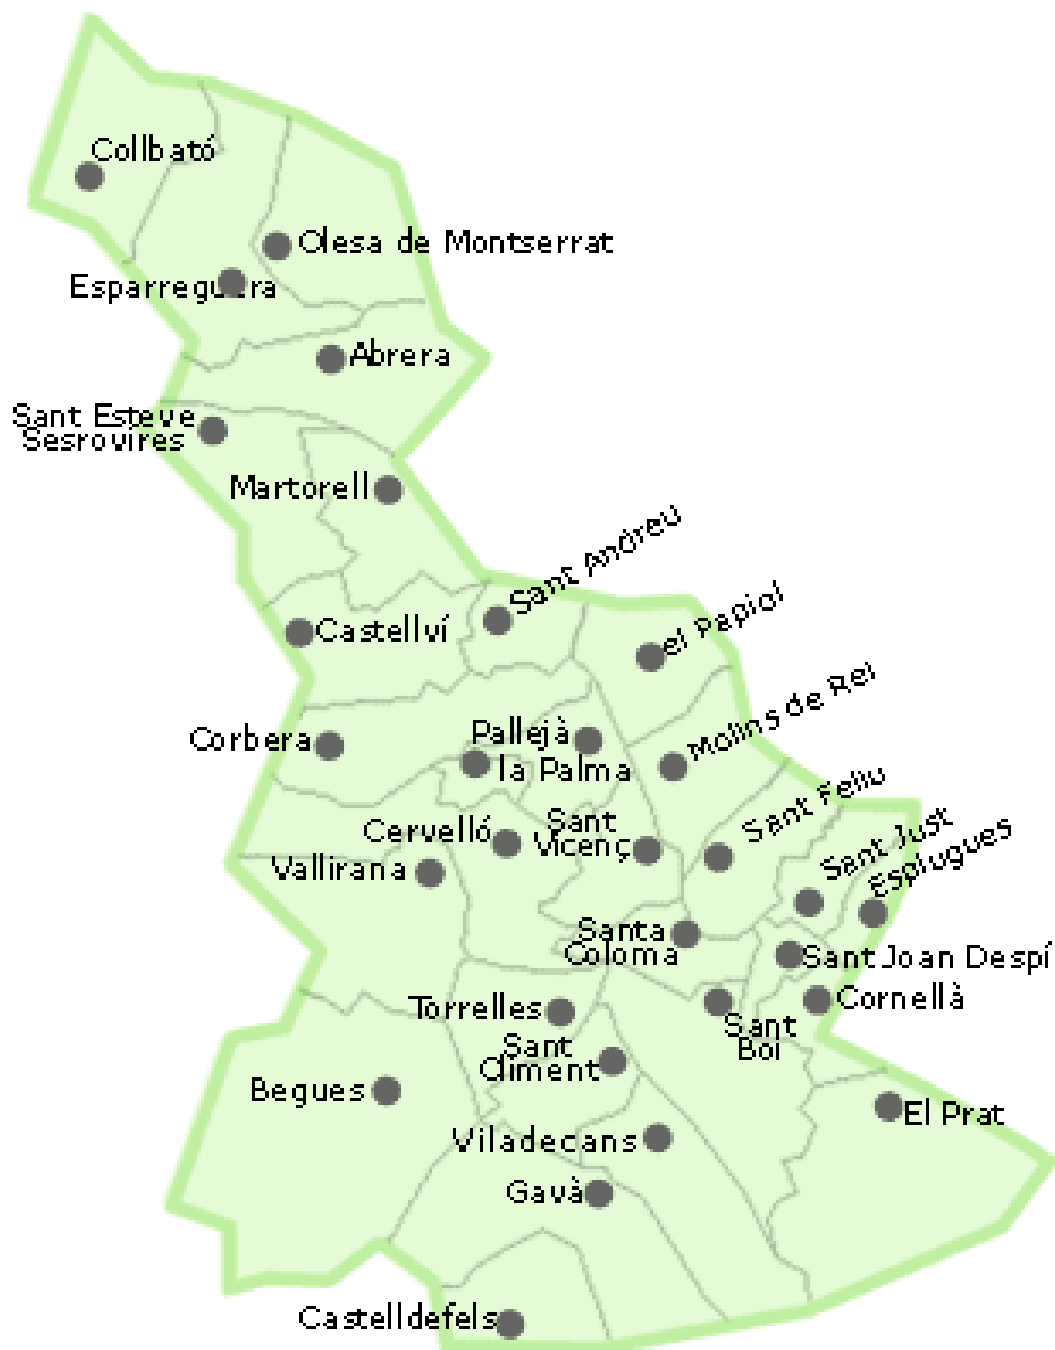 Collbató
Olesa de Montserrat
Esparreguera
Abrera
Sant Esteve
Sesrovires
Martorell
Sant Andreu
Castellví
el Papiol
Molins de Rei
Pallejà
Corbera
la Palma
Sant Feliu
Sant
Vicenç
Cervelló
Sant Just
Esplugues
Vallirana
Santa
Coloma
Sant Joan Despí
Cornellà
Torrelles
Sant
Boi
Sant
Climent
Begues
El Prat
Viladecans
Gavà
Castelldefels